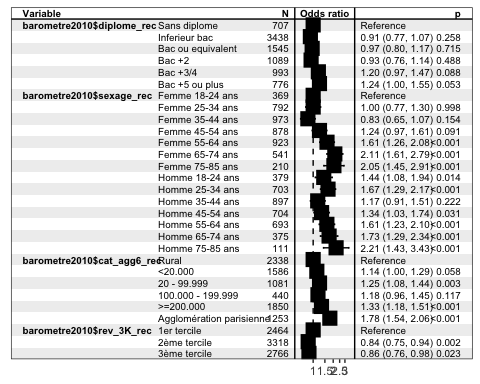 Variable N Odds ratio p
barometre2010$diplome_rec Sans diplome 707 Reference
Inferieur bac 3438 0.91 (0.77, 1.07) 0.258
Bac ou equivalent 1545 0.97 (0.80, 1.17) 0.715
Bac +2 1089 0.93 (0.76, 1.14) 0.488
Bac +3/4 993 1.20 (0.97, 1.47) 0.088
Bac +5 ou plus 776 1.24 (1.00, 1.55) 0.053
barometre2010$sexage_rec Femme 18-24 ans 369 Reference
Femme 25-34 ans 792 1.00 (0.77, 1.30) 0.998
Femme 35-44 ans 973 0.83 (0.65, 1.07) 0.154
Femme 45-54 ans 878 1.24 (0.97, 1.61) 0.091
Femme 55-64 ans 923 1.61 (1.26, 2.08) <0.001
Femme 65-74 ans 541 2.11 (1.61, 2.79) <0.001
Femme 75-85 ans 210 2.05 (1.45, 2.91) <0.001
Homme 18-24 ans 379 1.44 (1.08, 1.94) 0.014
Homme 25-34 ans 703 1.67 (1.29, 2.17) <0.001
Homme 35-44 ans 897 1.17 (0.91, 1.51) 0.222
Homme 45-54 ans 704 1.34 (1.03, 1.74) 0.031
Homme 55-64 ans 693 1.61 (1.23, 2.10) <0.001
Homme 65-74 ans 375 1.73 (1.29, 2.34) <0.001
Homme 75-85 ans 111 2.21 (1.43, 3.43) <0.001
barometre2010$cat_agg6_rec Rural 2338 Reference
<20.000 1586 1.14 (1.00, 1.29) 0.058
20 - 99.999 1081 1.25 (1.08, 1.44) 0.003
100.000 - 199.999 440 1.18 (0.96, 1.45) 0.117
>=200.000 1850 1.33 (1.18, 1.51) <0.001
Agglomération parisienne 1253 1.78 (1.54, 2.06) <0.001
barometre2010$rev_3K_rec 1er tercile 2464 Reference
2ème tercile 3318 0.84 (0.75, 0.94) 0.002
3ème tercile 2766 0.86 (0.76, 0.98) 0.023